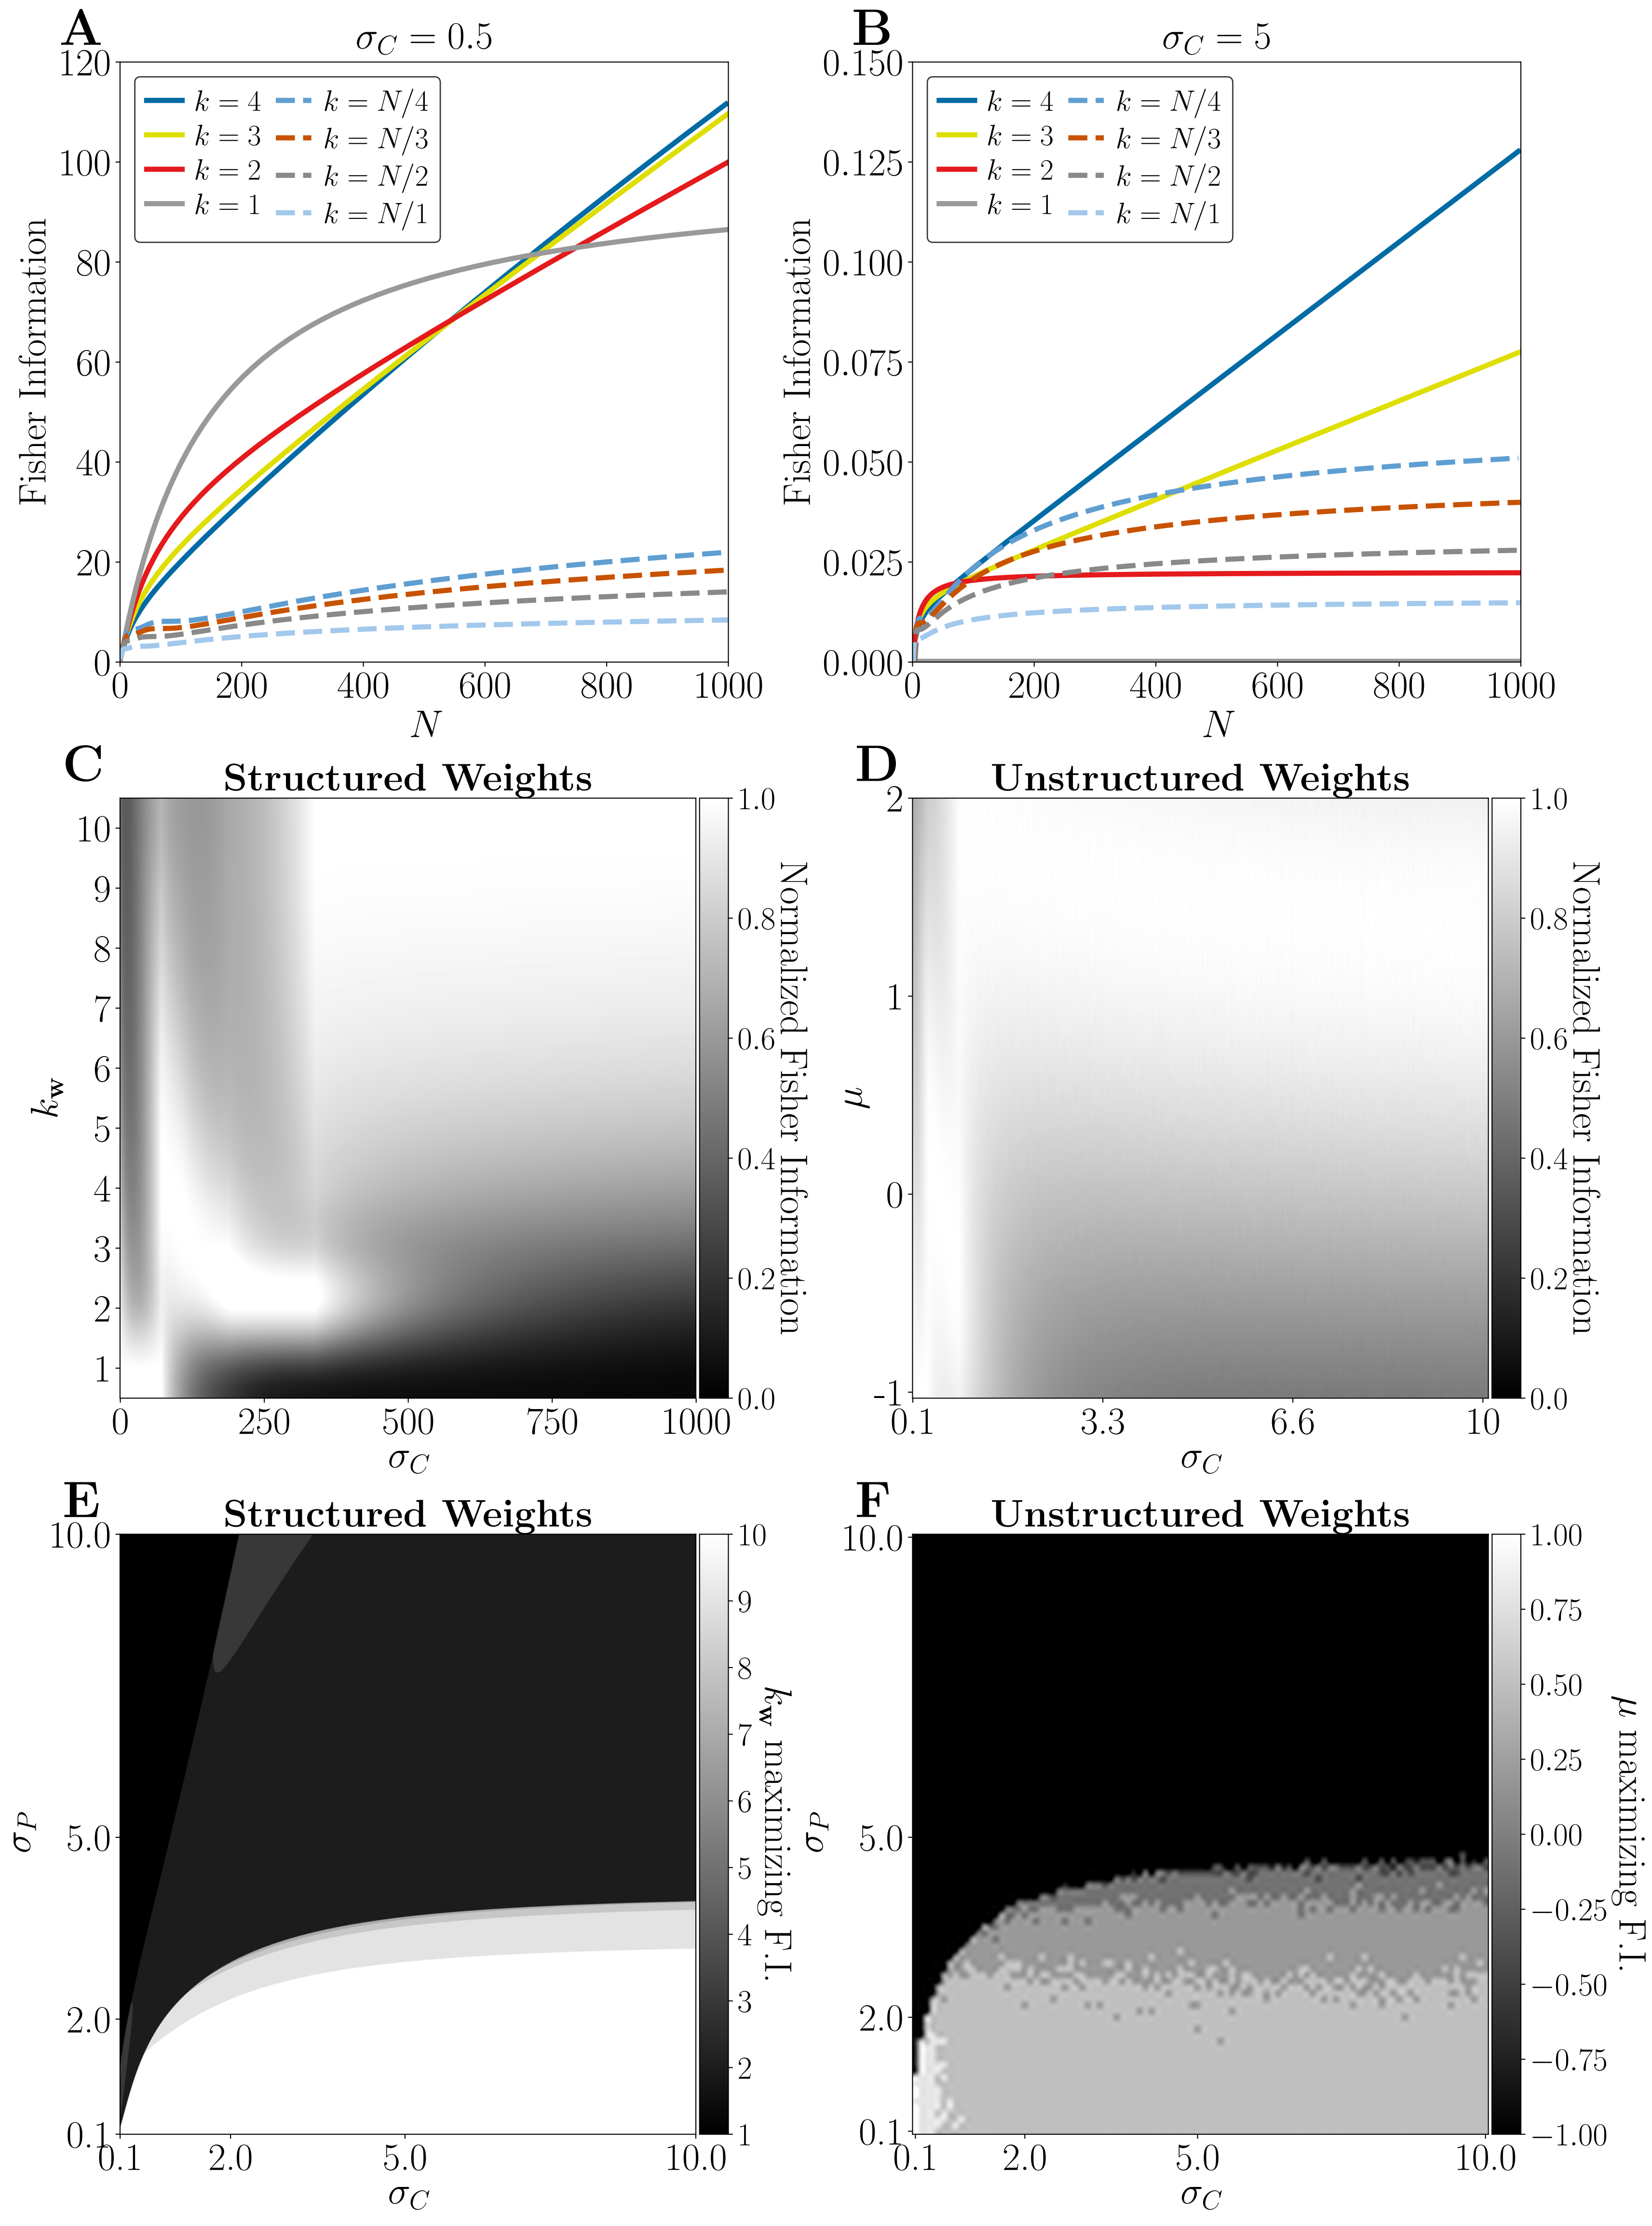 A
σ_C = 0.5
120
100
80
60
40
20
0
Fisher Information
k = 4
k = 3
k = 2
k = 1
k = N/4
k = N/3
k = N/2
k = N/1
0 200 400 600 800 1000
N
B
σ_C = 5
0.150
0.125
0.100
0.075
0.050
0.025
0.000
Fisher Information
k = 4
k = 3
k = 2
k = 1
k = N/4
k = N/3
k = N/2
k = N/1
0 200 400 600 800 1000
N
C
Structured Weights
10
9
8
7
6
5
4
3
2
1
k_w
0 250 500 750 1000
σ_C
1.0
0.8
0.6
0.4
0.2
0.0
Normalized Fisher Information
D
Unstructured Weights
2
1
0
-1
μ
0.1 3.3 6.6 10
σ_C
1.0
0.8
0.6
0.4
0.2
0.0
Normalized Fisher Information
E
Structured Weights
10.0
5.0
2.0
0.1
σ_P
0.1 2.0 5.0 10.0
σ_C
10
9
8
7
6
5
4
3
2
1
k_w maximizing F.I.
F
Unstructured Weights
10.0
5.0
2.0
0.1
σ_P
0.1 2.0 5.0 10.0
σ_C
1.00
0.75
0.50
0.25
0.00
−0.25
−0.50
−0.75
−1.00
μ maximizing F.I.